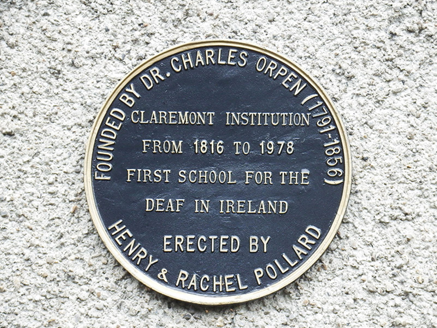 FOUNDED BY DR. CHARLES ORPEN (1791-1856)
CLAREMONT INSTITUTION
FROM 1816 TO 1978
FIRST SCHOOL FOR THE
DEAF IN IRELAND
ERECTED BY
HENRY & RACHEL POLLARD